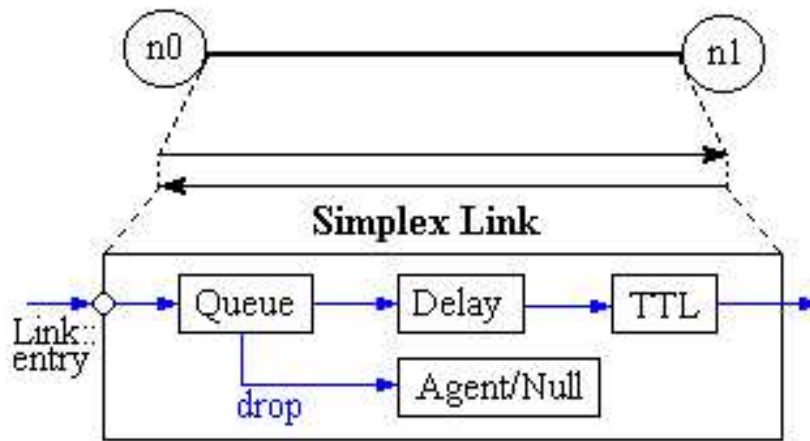 n0
n1
Simplex Link
Queue
Delay
TTL
Link::
entry
drop
Agent/Null